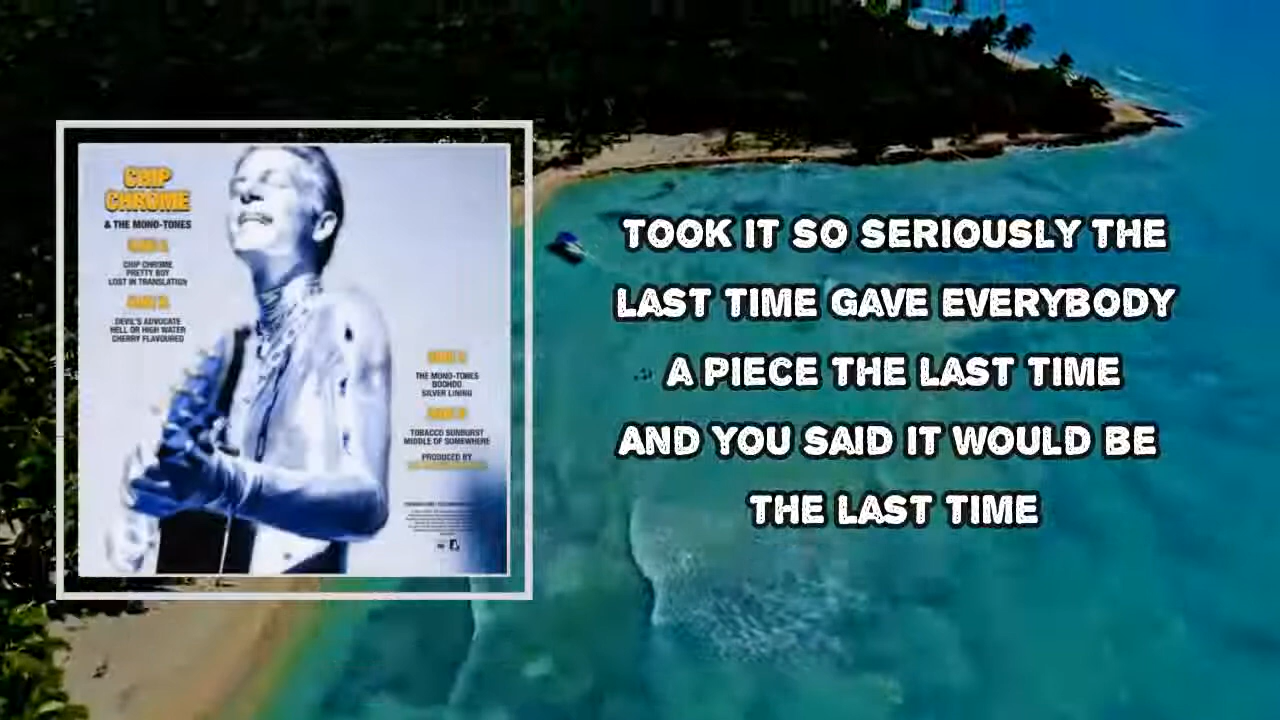 CHIP
CHROME
& THE MONO-TONES
CHIP CHROME
PRETTY BOY
LOST IN TRANSLATION
DEVIL'S ADVOCATE
HELL OR HIGH WATER
CHERRY FLAVOURED
THE MONO-TONES
BOOHOO
SILVER LINING
TOBACCO SUNBURST
MIDDLE OF SOMEWHERE
PRODUCED BY
TOOK IT SO SERIOUSLY THE
LAST TIME GAVE EVERYBODY
A PIECE THE LAST TIME
AND YOU SAID IT WOULD BE
THE LAST TIME